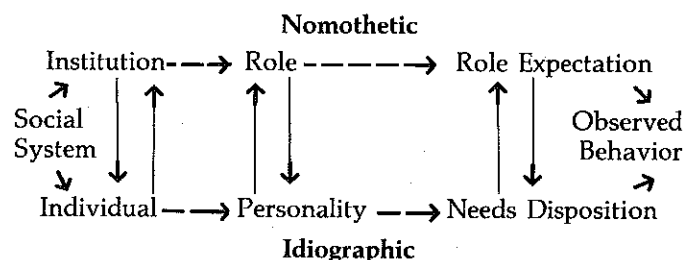 Nomothetic
Institution Role Role Expectation
Social System
Observed Behavior
Individual Personality Needs Disposition
Idiographic